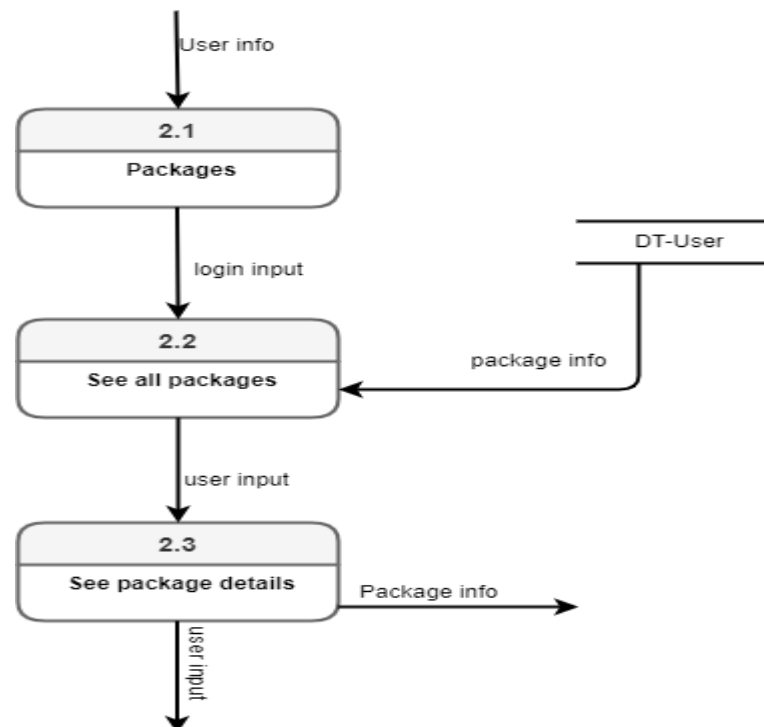 User info
2.1
Packages
login input
DT-User
2.2
See all packages
package info
user input
2.3
See package details
Package info
user input